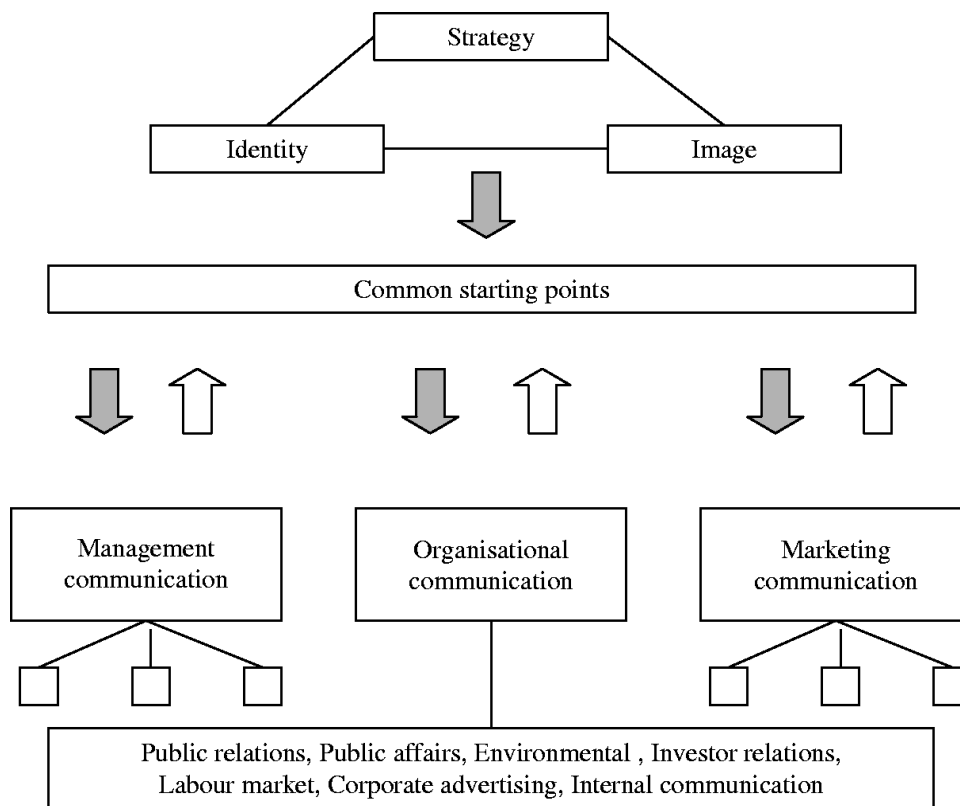 Strategy
Identity
Image
Common starting points
Management
communication
Organisational
communication
Marketing
communication
Public relations, Public affairs, Environmental , Investor relations,
Labour market, Corporate advertising, Internal communication